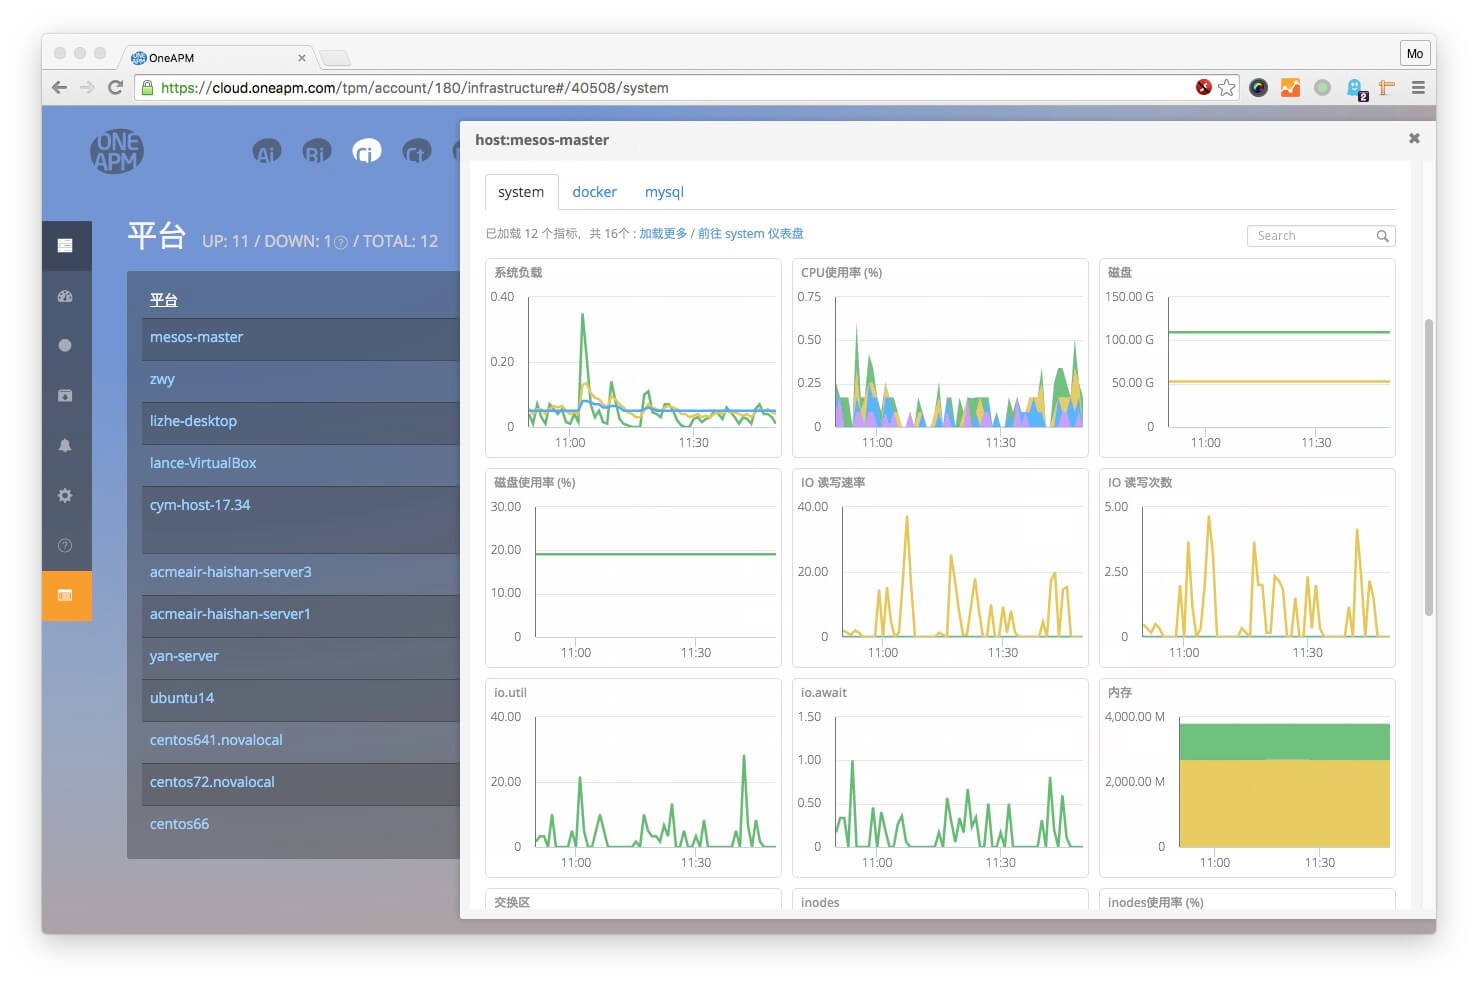 OneAPM
Mo
https://cloud.oneapm.com/tpm/account/180/infrastructure#/40508/system
2
ONE
APM
Ai
Bi
Ci
Ct
平台 UP: 11 / DOWN: 1 ? / TOTAL: 12
平台
mesos-master
zwy
lizhe-desktop
lance-VirtualBox
cym-host-17.34
acmeair-haishan-server3
acmeair-haishan-server1
yan-server
ubuntu14
centos641.novalocal
centos72.novalocal
centos66
host:mesos-master
system docker mysql
已加载 12 个指标, 共 16个 : 加载更多 / 前往 system 仪表盘
Search
系统负载
0.40
0.20
0
11:00 11:30
CPU使用率 (%)
0.75
0.50
0.25
0
11:00 11:30
磁盘
150.00 G
100.00 G
50.00 G
0
11:00 11:30
磁盘使用率 (%)
30.00
20.00
10.00
0
11:00 11:30
IO 读写速率
40.00
20.00
0
11:00 11:30
IO 读写次数
5.00
2.50
0
11:00 11:30
io.util
40.00
20.00
0
11:00 11:30
io.await
1.50
1.00
0.50
0
11:00 11:30
内存
4,000.00 M
2,000.00 M
0
11:00 11:30
交换区
inodes
inodes使用率 (%)